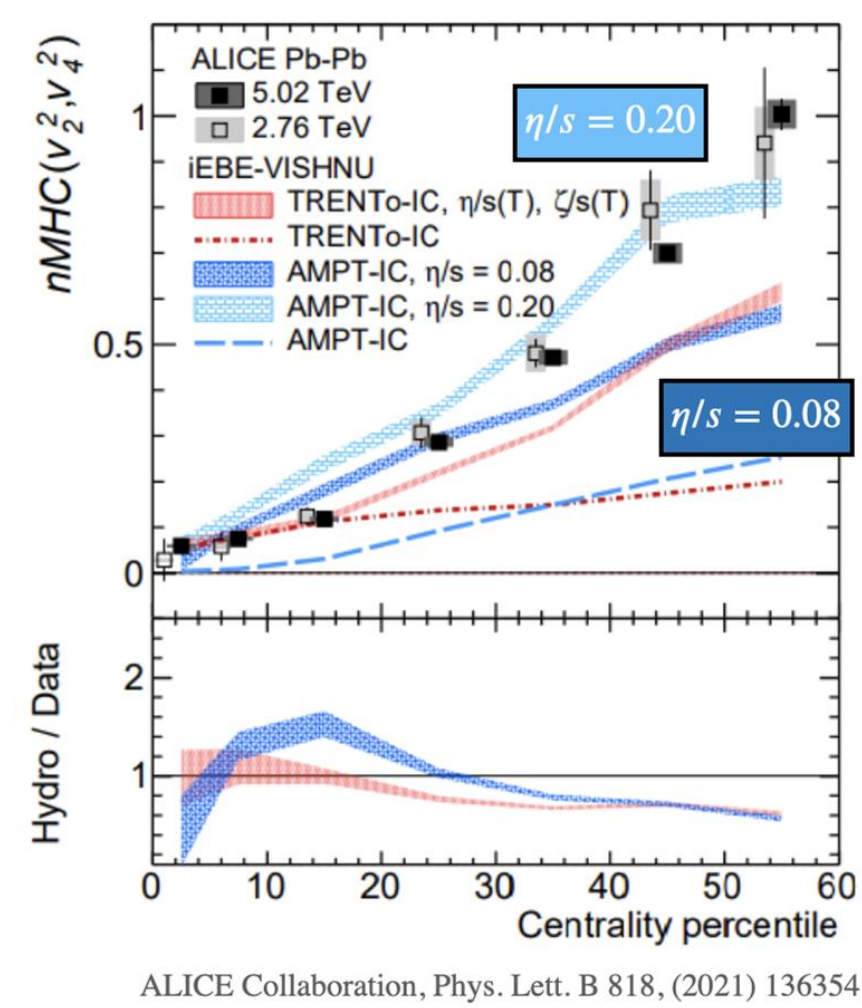 nMHC(v₂²,v₄²)
ALICE Pb-Pb
5.02 TeV
2.76 TeV
iEBE-VISHNU
TRENTo-IC, η/s(T), ζ/s(T)
TRENTo-IC
AMPT-IC, η/s = 0.08
AMPT-IC, η/s = 0.20
AMPT-IC
η/s = 0.20
η/s = 0.08
1
0.5
0
Hydro / Data
2
1
0 10 20 30 40 50 60
Centrality percentile
ALICE Collaboration, Phys. Lett. B 818, (2021) 136354